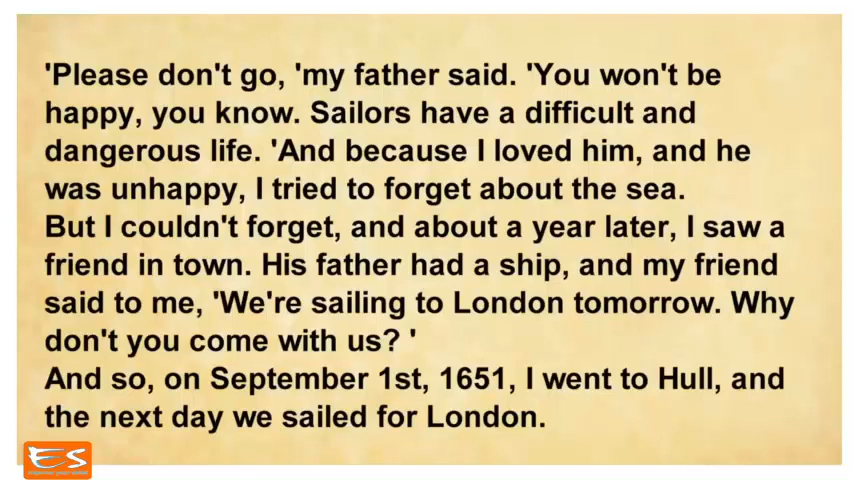 'Please don't go, 'my father said. 'You won't be
happy, you know. Sailors have a difficult and
dangerous life. 'And because I loved him, and he
was unhappy, I tried to forget about the sea.
But I couldn't forget, and about a year later, I saw a
friend in town. His father had a ship, and my friend
said to me, 'We're sailing to London tomorrow. Why
don't you come with us? '
And so, on September 1st, 1651, I went to Hull, and
the next day we sailed for London.
ES